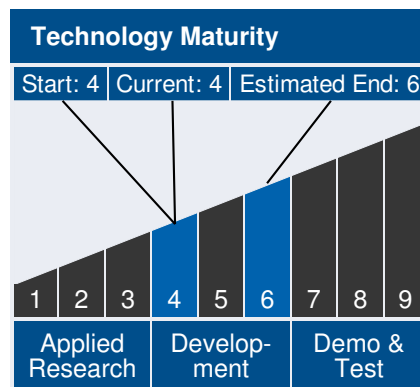 Technology Maturity
Start: 4 Current: 4 Estimated End: 6
1 2 3 4 5 6 7 8 9
Applied Develop- Demo &
Research ment Test